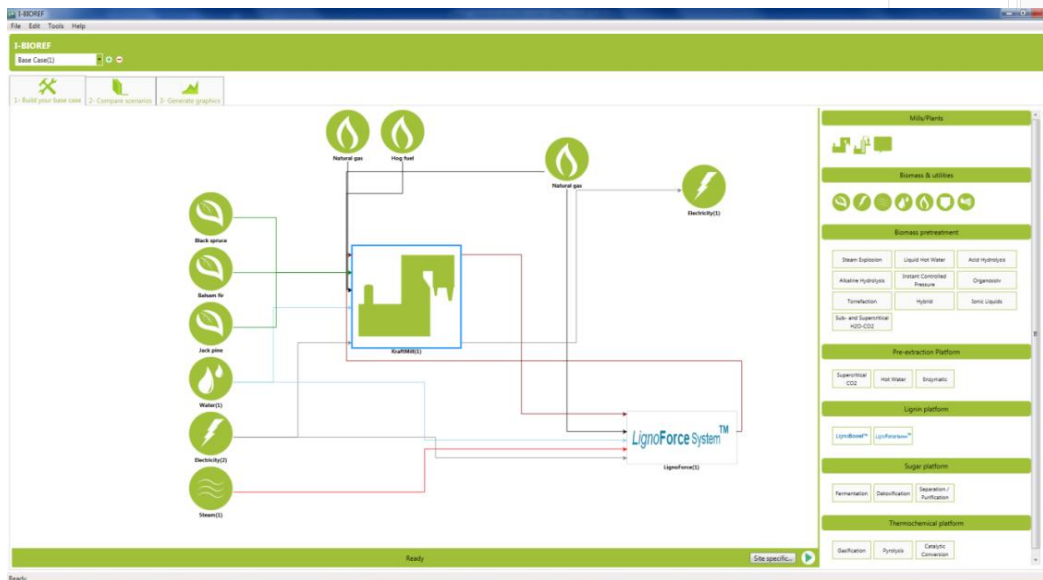 I-BIOREF
File Edit Tools Help
I-BIOREF
Base Case(1)
1- Build your base case 2- Compare scenarios 3- Generate graphics
Natural gas Hog fuel
Natural gas
Electricity(1)
Black spruce
Balsam fir
Jack pine
Water(1)
Electricity(2)
Steam(1)
KraftMill(1)
LignoForce System™
LignoForce(1)
Mills/Plants
Biomass & utilities
Biomass pretreatment
Steam Explosion Liquid Hot Water Acid Hydrolysis
Alkaline Hydrolysis Instant Controlled Pressure Organosolv
Torrefaction Hybrid Ionic Liquids
Sub- and Supercritical
H2O-CO2
Pre-extraction Platform
Supercritical CO2 Hot Water Enzymatic
Lignin platform
LignoBoost™ LignoForce System™
Sugar platform
Fermentation Detoxification Separation / Purification
Thermochemical platform
Gasification Pyrolysis Catalytic Conversion
Ready Site specific...
Ready